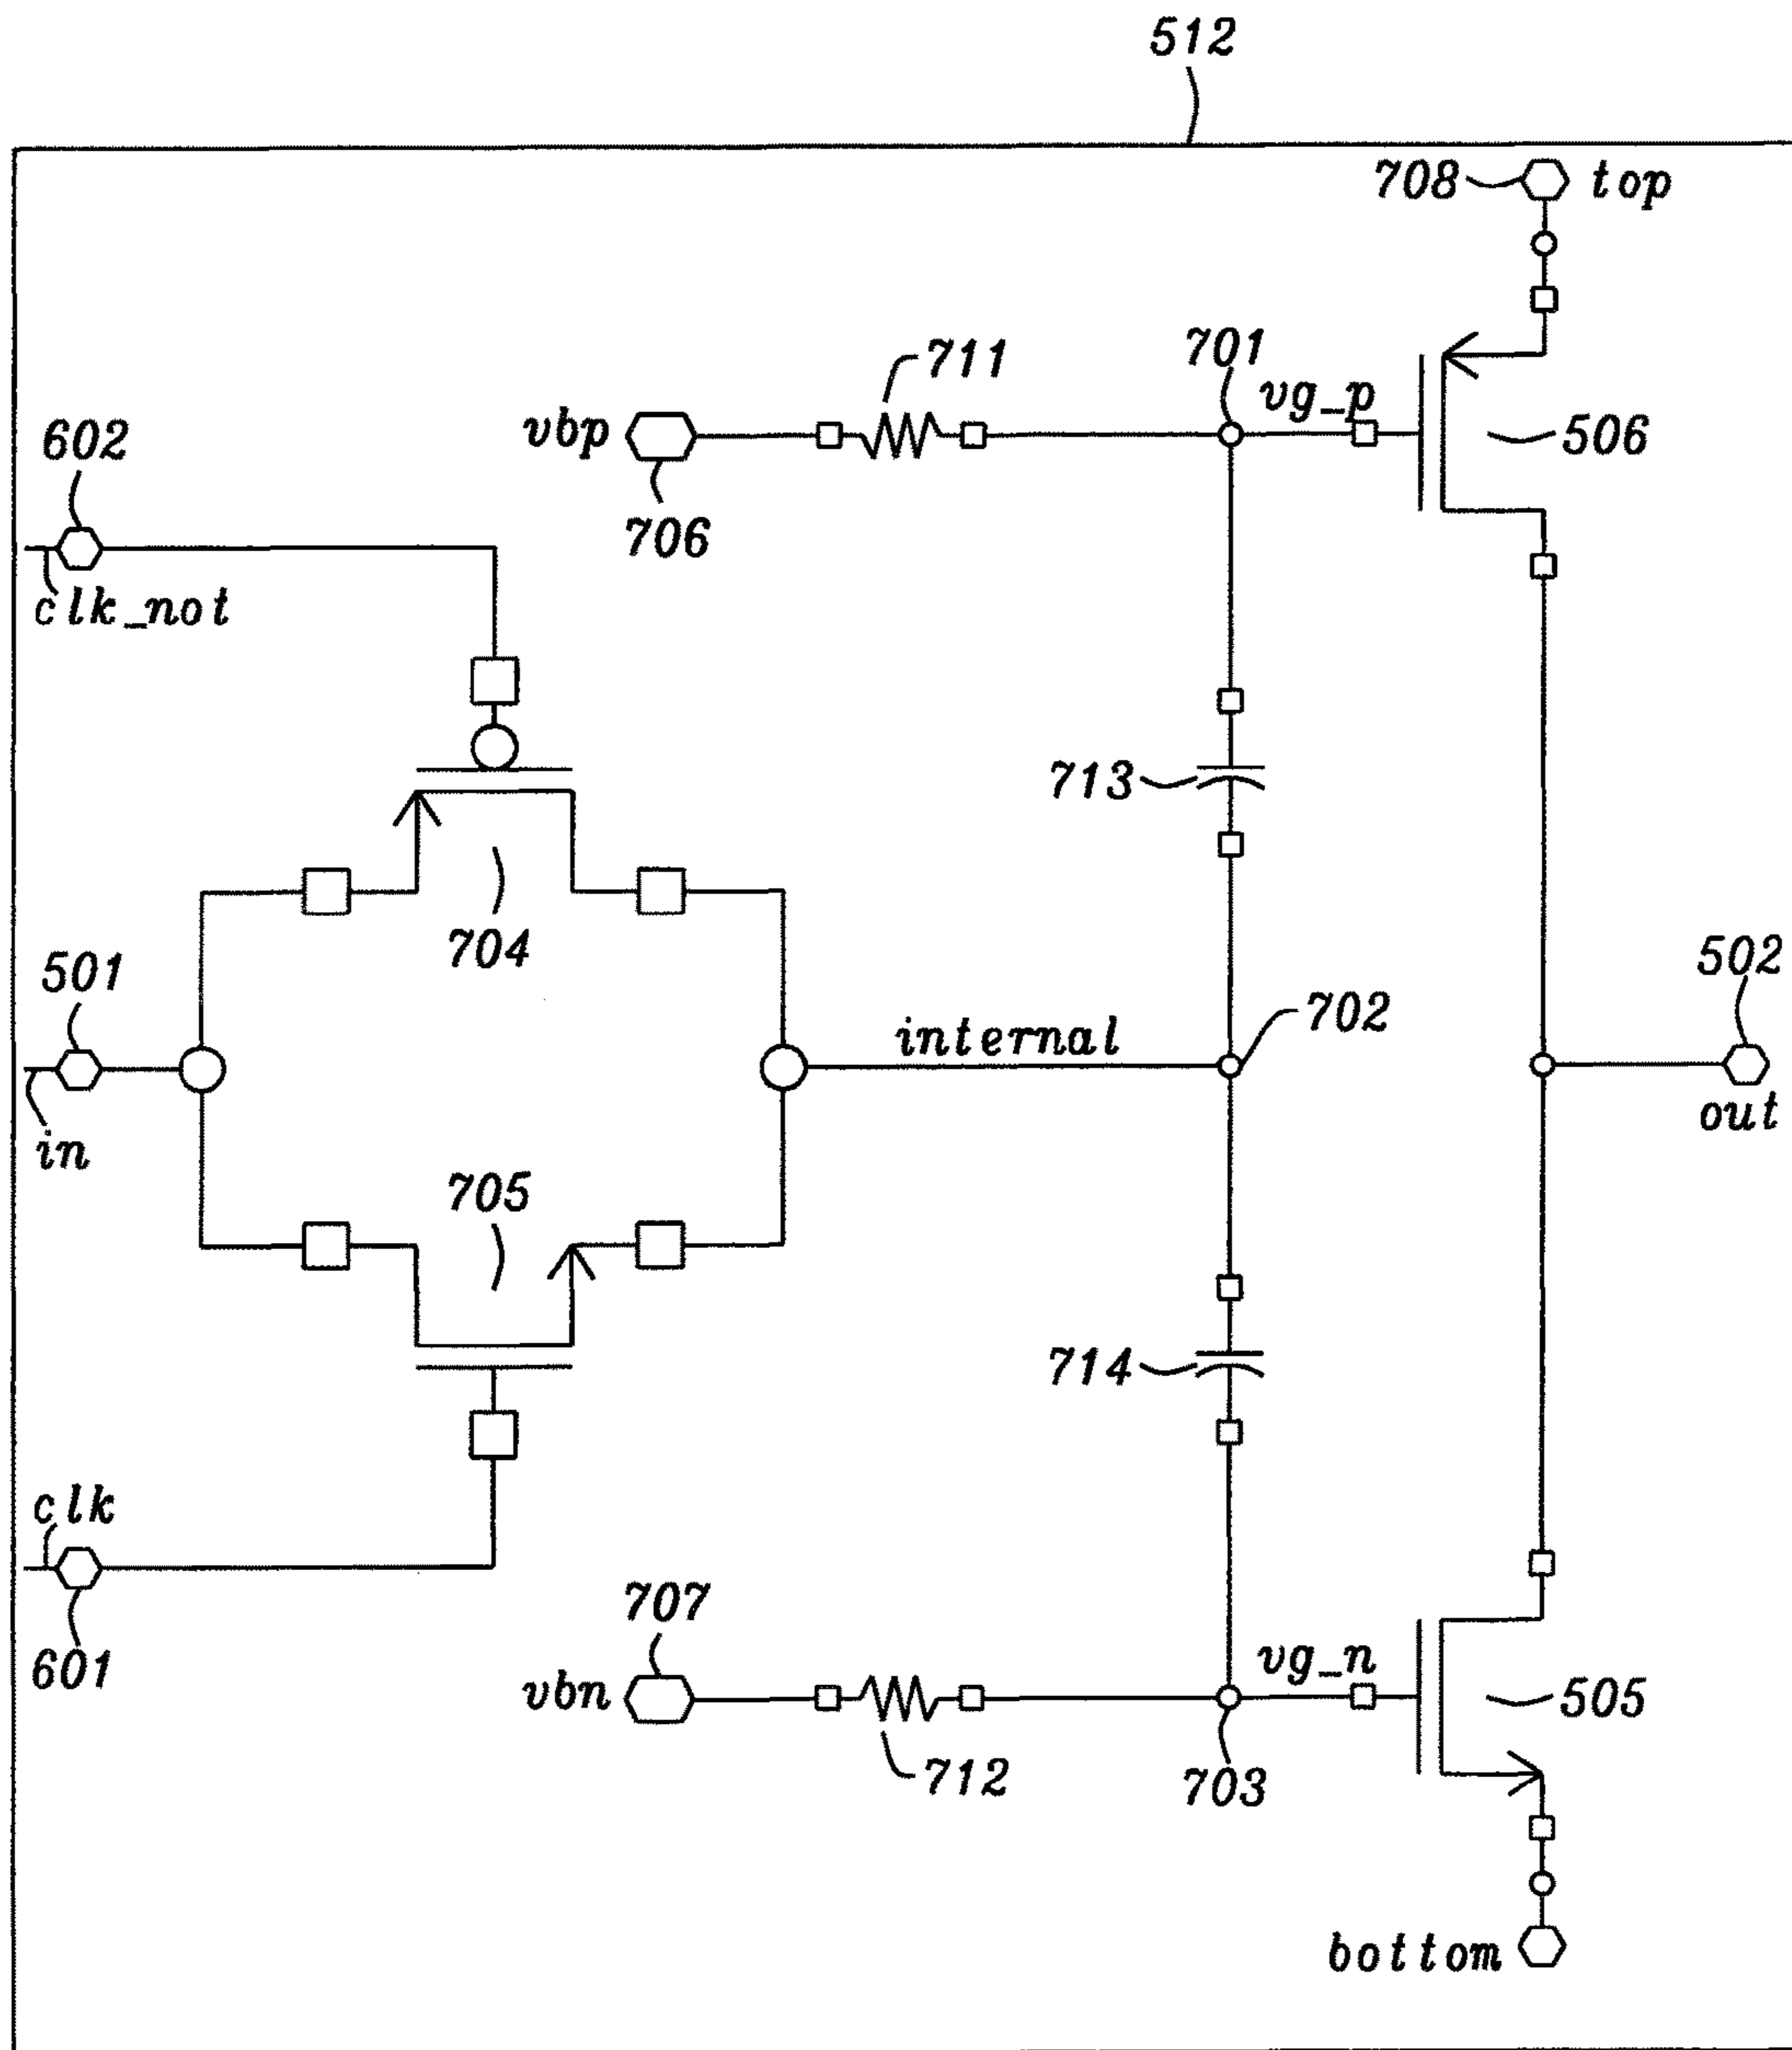 512
708 top
701
711
vg_p
vbp
506
602
706
clk_not
713
704
501
502
702
internal
out
in
705
714
clk
707
vg_n
601
vbn
505
712
703
bottom